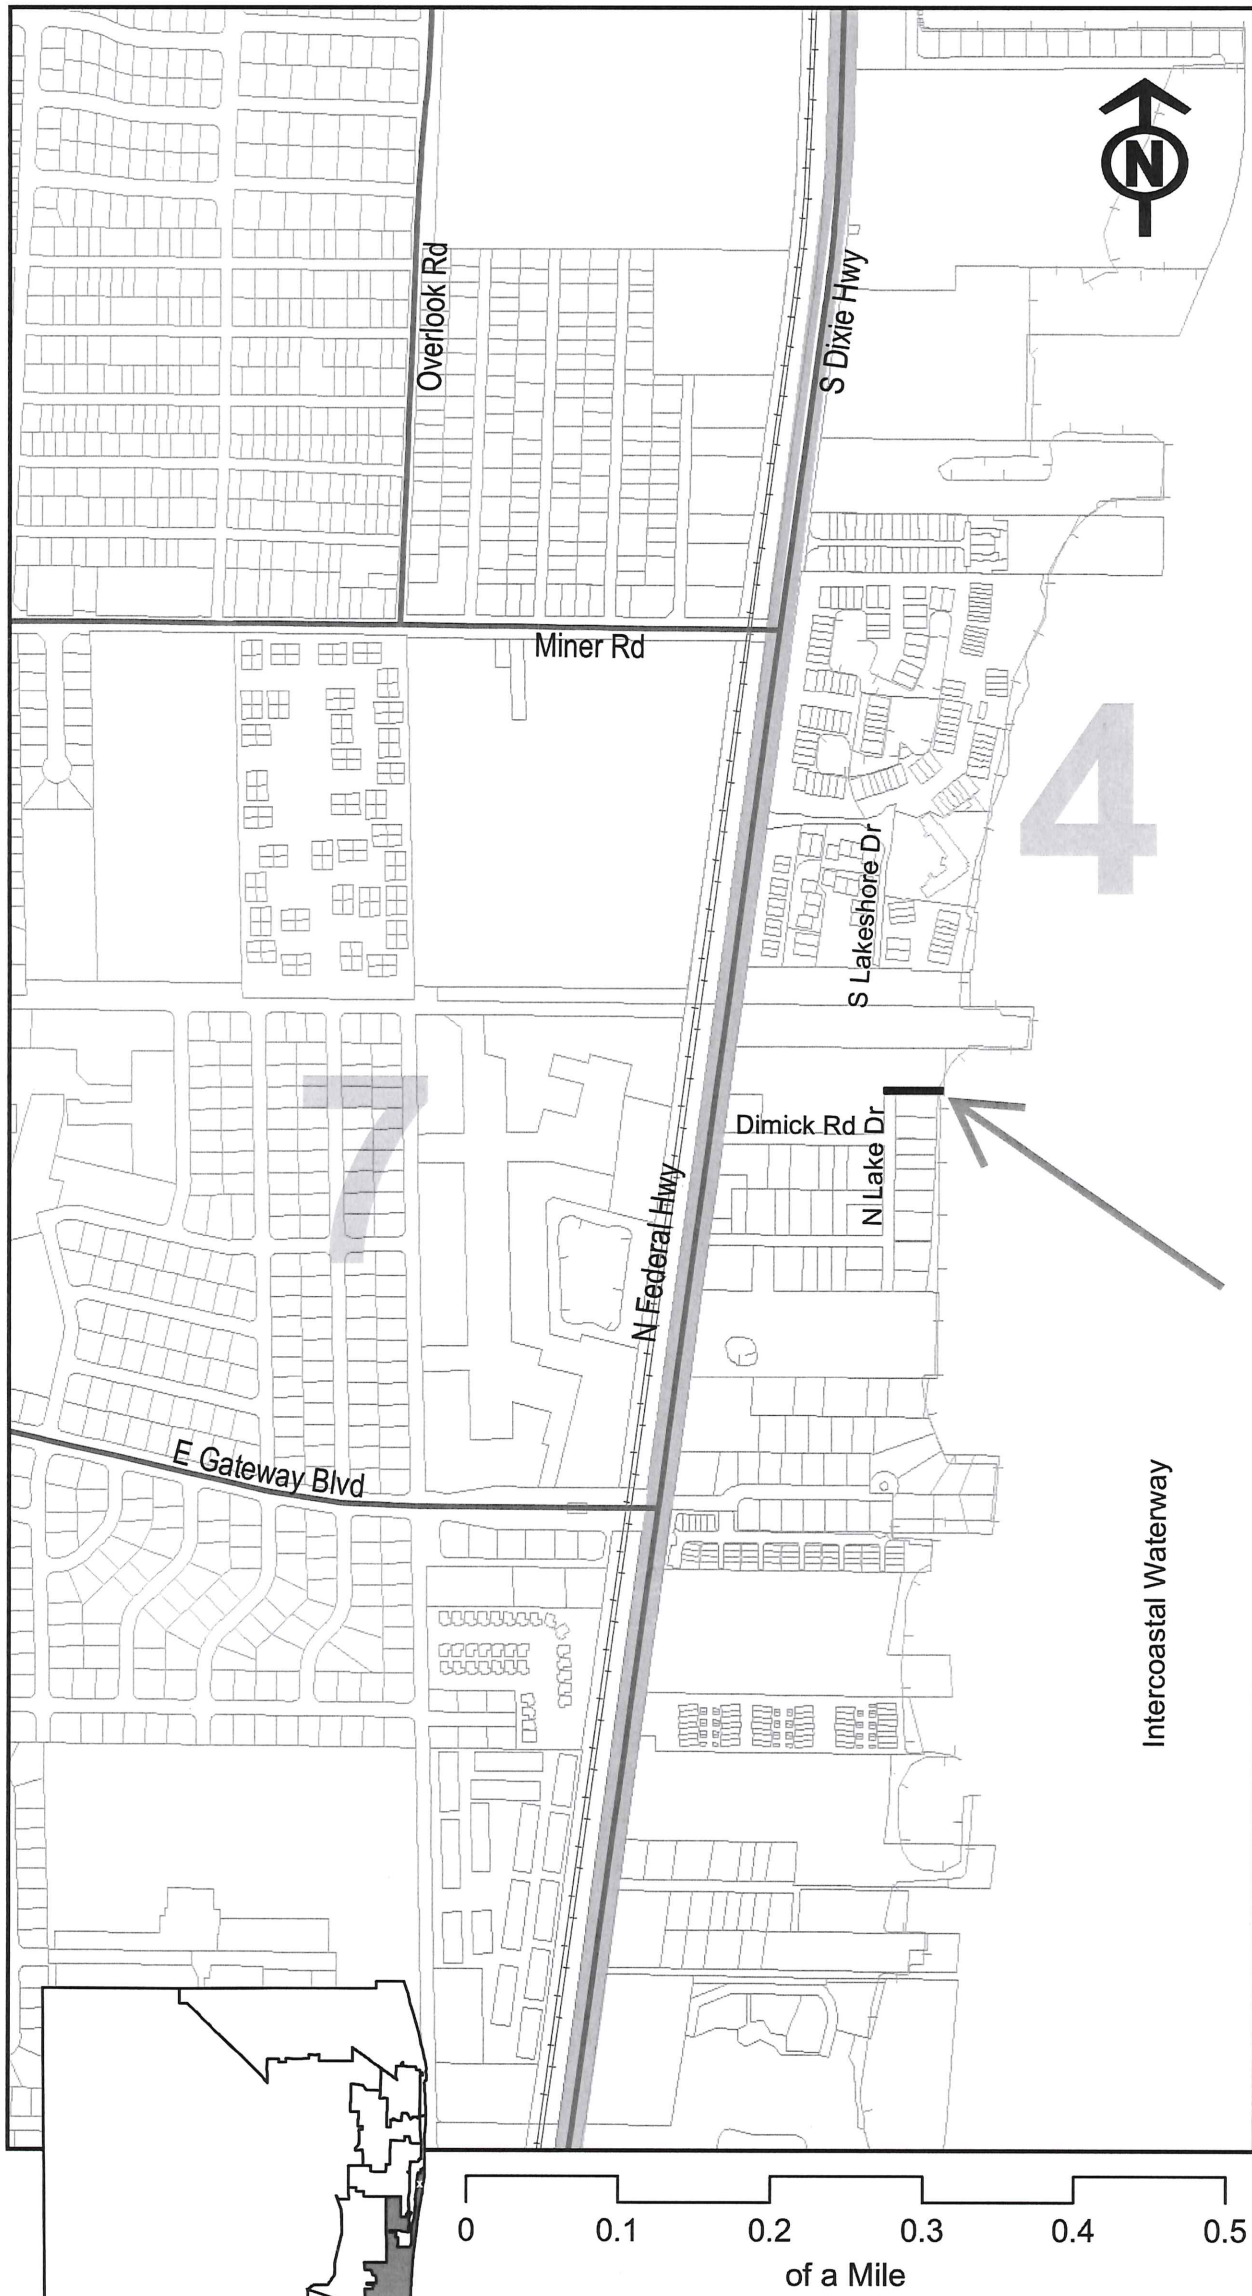 N
Overlook Rd
S Dixie Hwy
Miner Rd
4
S Lakeshore Dr
7
Dimick Rd
N Lake Dr
N Federal Hwy
E Gateway Blvd
Intercoastal Waterway
0 0.1 0.2 0.3 0.4 0.5
of a Mile